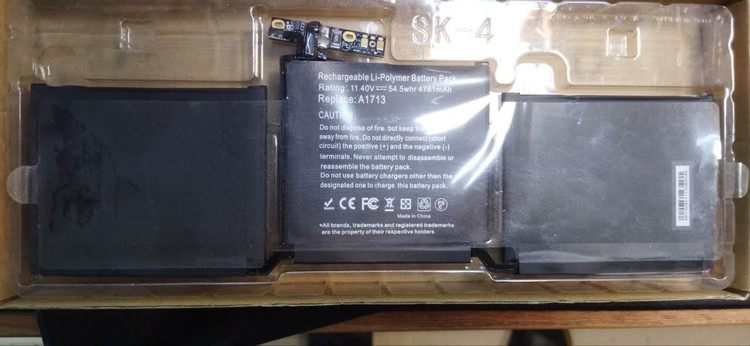 SK-4
Rechargeable Li-Polymer Battery Pack
Rating: 11.40V⎓ 54.5whr 4781mAh
Replace: A1713
CAUTION
Do not dispose of fire, but keep the
away from fire. Do not directly connect (short
circuit) the positive (+) and the negative (-)
terminals. Never attempt to disassemble or
reassemble the battery pack.
Do not use battery chargers other than the
designated one to charge this battery pack.
CE FC
Made in China
*All brands, trademarks and registered trademarks
are the property of their respective holders.